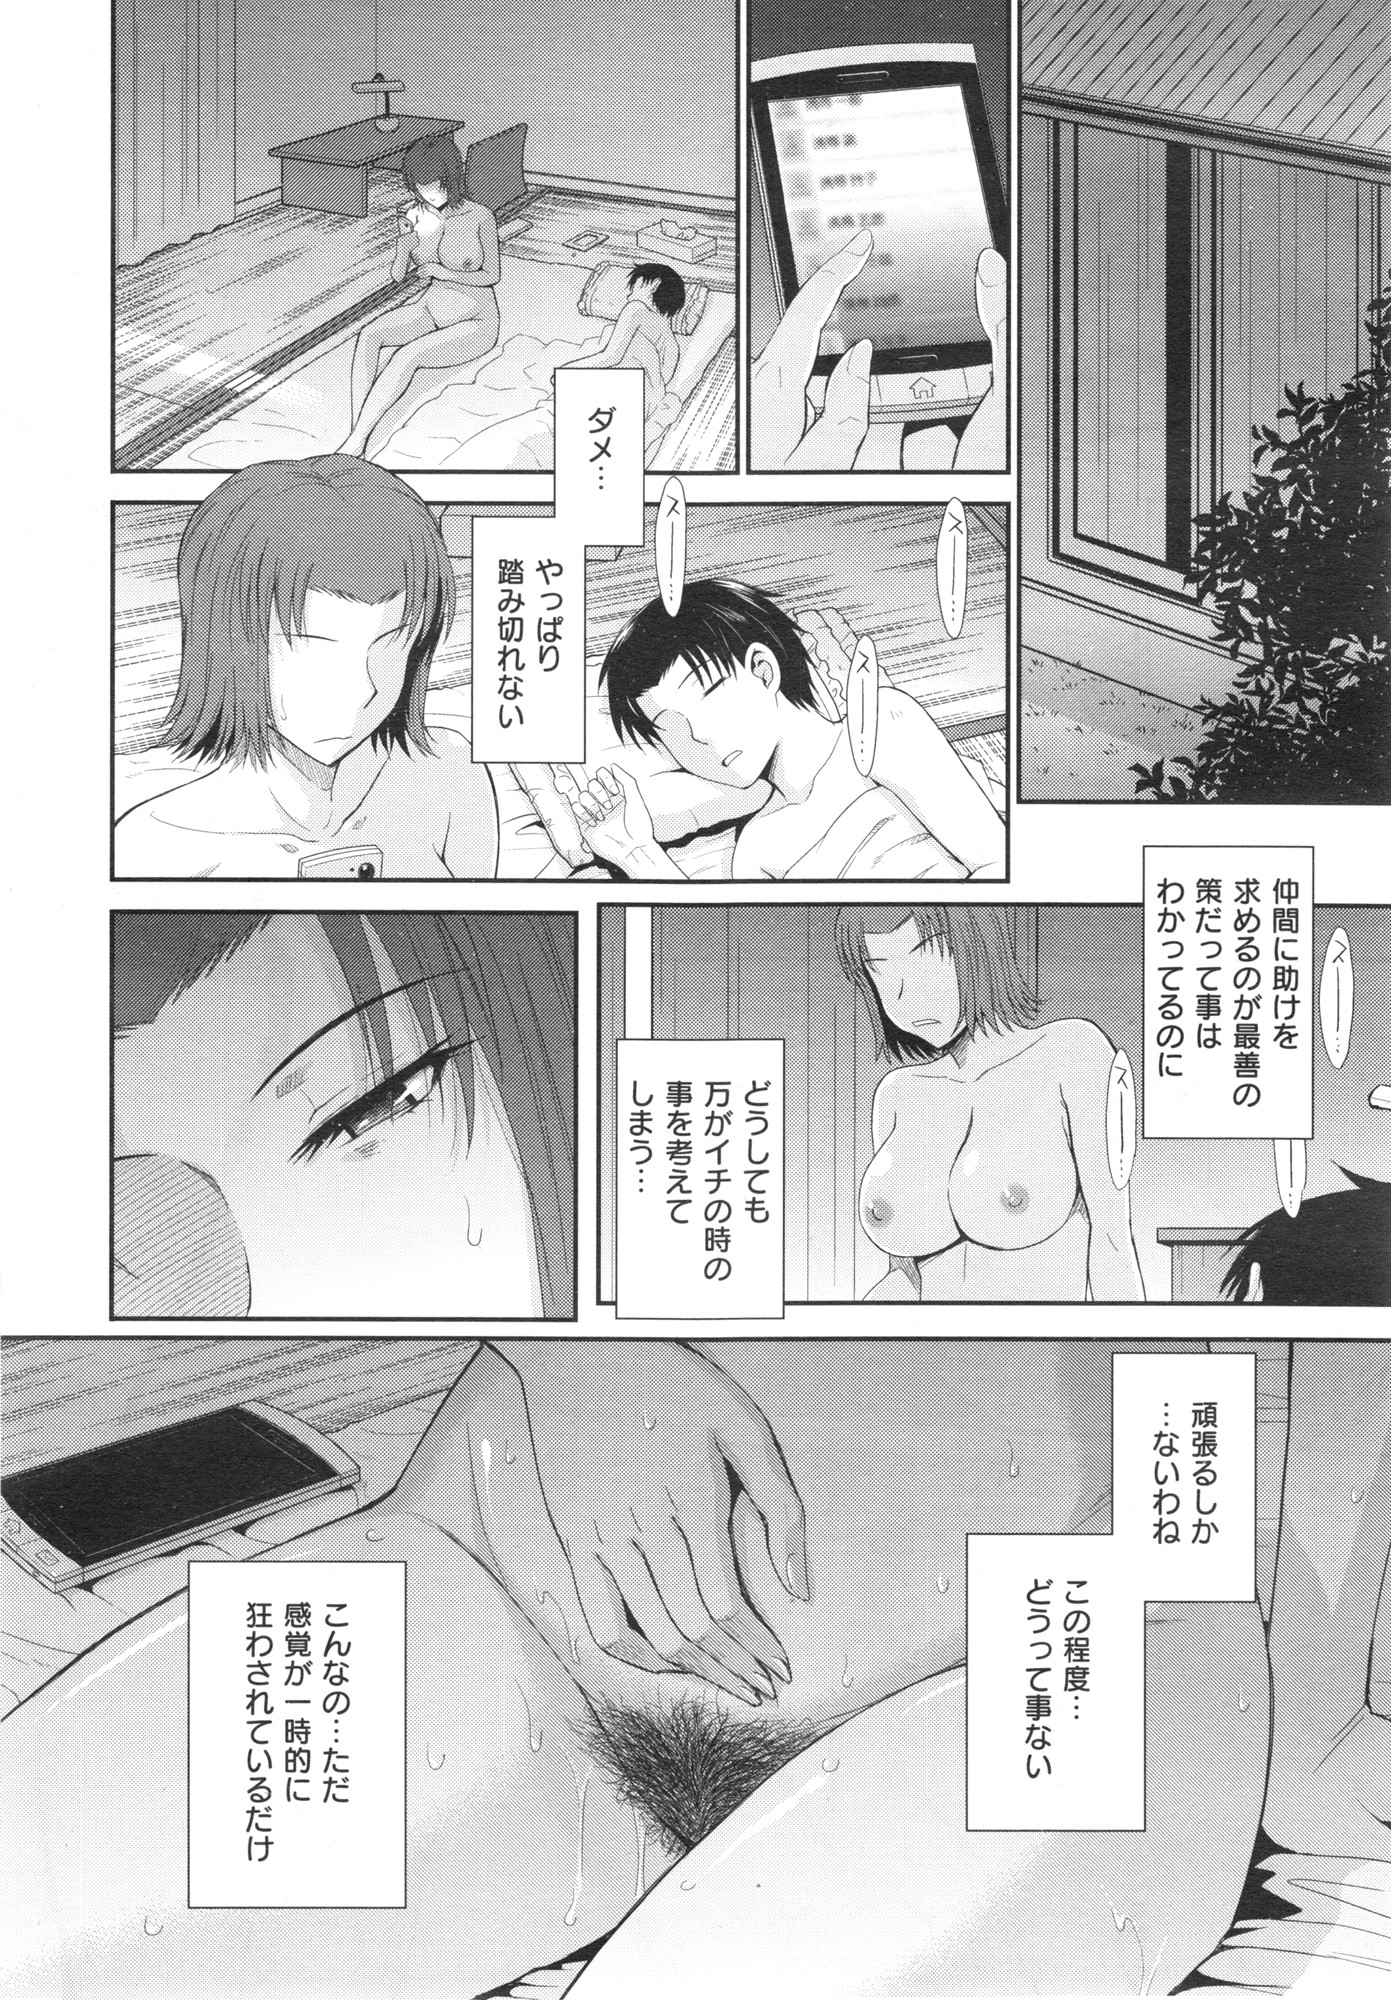 ダメ…
やっぱり
踏み切れない
スー…
スー…
スー…
仲間に助けを
求めるのが最善の
策だって事は
わかってるのに
スー…
スー…
どうしても
万がイチの時の
事を考えて
しまう…
頑張るしか
…ないわね
この程度…
どうって事ない
こんなの…ただ
感覚が一時的に
狂わされているだけ